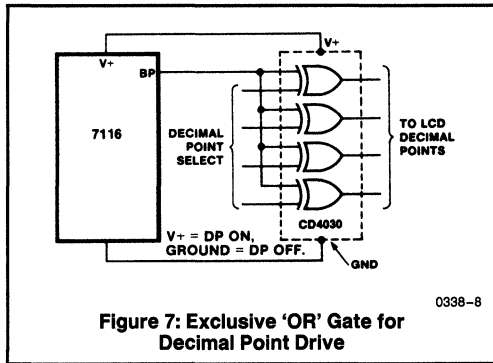 V+
V+
BP
7116
DECIMAL
POINT
SELECT
TO LCD
DECIMAL
POINTS
CD4030
V+ = DP ON,
GROUND = DP OFF.
GND
0338–8
Figure 7: Exclusive ‘OR’ Gate for
Decimal Point Drive